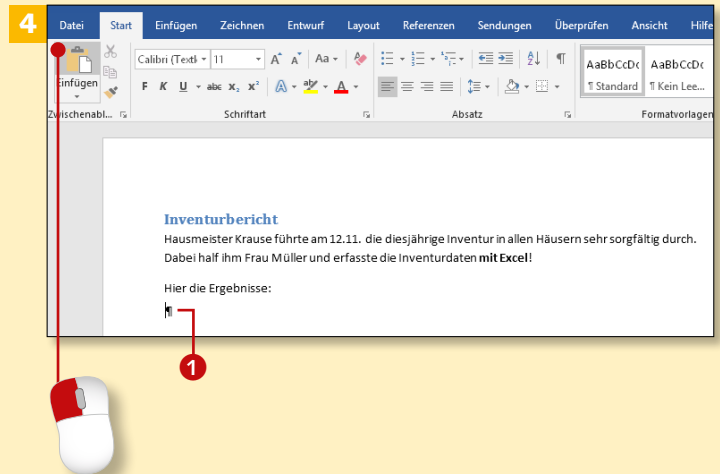 4
Datei Start Einfügen Zeichnen Entwurf Layout Referenzen Sendungen Überprüfen Ansicht Hilfe
Calibri (Textk 11 A A Aa AaBbCcDc AaBbCcDc
Einfügen F K U abc x₂ x² A aby A ¶ Standard ¶ Kein Lee...
Zwischenabl... Schriftart Absatz Formatvorlagen
Inventurbericht
Hausmeister Krause führte am 12.11. die diesjährige Inventur in allen Häusern sehr sorgfältig durch.
Dabei half ihm Frau Müller und erfasste die Inventurdaten mit Excel!
Hier die Ergebnisse:
¶
1